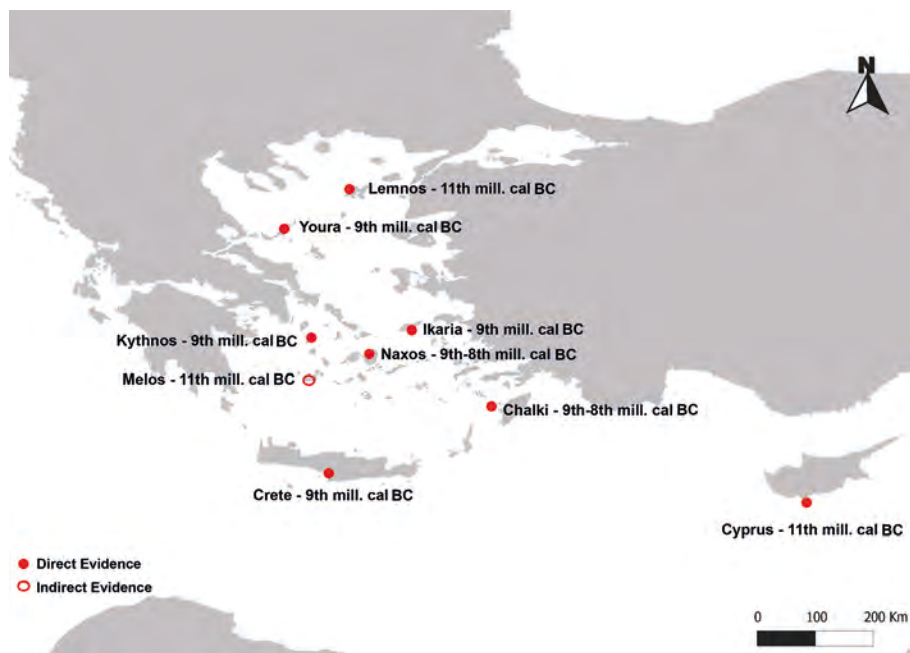 N
Lemnos - 11th mill. cal BC
Youra - 9th mill. cal BC
Ikaria - 9th mill. cal BC
Kythnos - 9th mill. cal BC
Naxos - 9th-8th mill. cal BC
Melos - 11th mill. cal BC
Chalki - 9th-8th mill. cal BC
Crete - 9th mill. cal BC
Cyprus - 11th mill. cal BC
Direct Evidence
Indirect Evidence
0 100 200 Km